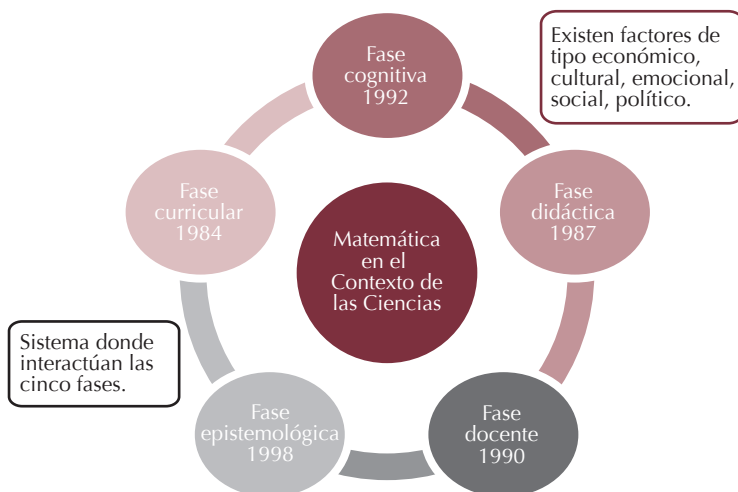 Fase
cognitiva
1992
Existen factores de
tipo económico,
cultural, emocional,
social, político.
Fase
curricular
1984
Fase
didáctica
1987
Matemática
en el
Contexto de
las Ciencias
Sistema donde
interactúan las
cinco fases.
Fase
epistemológica
1998
Fase
docente
1990